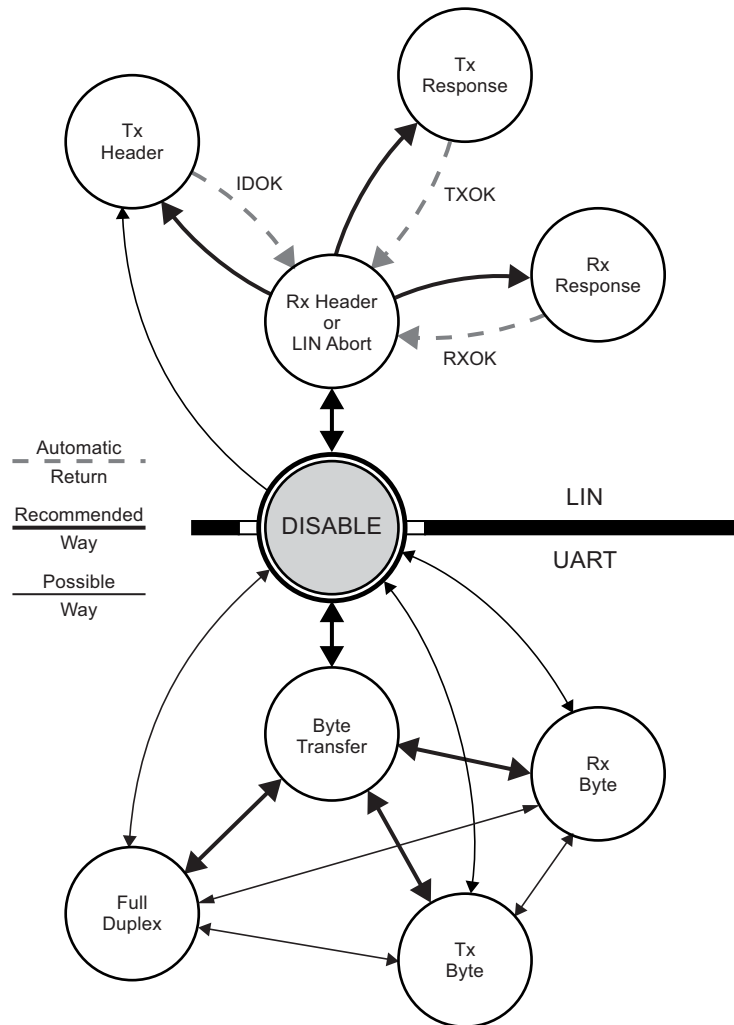 Tx
Response
Tx
Header
IDOK
TXOK
Rx
Response
Rx Header
or
LIN Abort
RXOK
Automatic
Return
Recommended
Way
Possible
Way
DISABLE
LIN
UART
Byte
Transfer
Rx
Byte
Full
Duplex
Tx
Byte